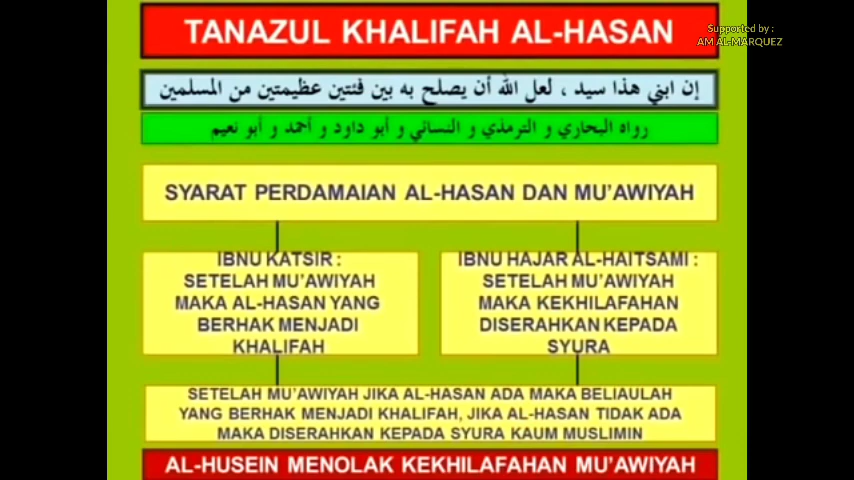 TANAZUL KHALIFAH AL-HASAN
Supported by :
AM AL-MARQUEZ
إن ابني هذا سيد ، لعل الله أن يصلح به بين فئتين عظيمتين من المسلمين
رواه البخاري و الترمذي و النسائي و أبو داود و أحمد و أبو نعيم
SYARAT PERDAMAIAN AL-HASAN DAN MU'AWIYAH
IBNU KATSIR :
SETELAH MU'AWIYAH
MAKA AL-HASAN YANG
BERHAK MENJADI
KHALIFAH
IBNU HAJAR AL-HAITSAMI :
SETELAH MU'AWIYAH
MAKA KEKHILAFAHAN
DISERAHKAN KEPADA
SYURA
SETELAH MU'AWIYAH JIKA AL-HASAN ADA MAKA BELIAULAH
YANG BERHAK MENJADI KHALIFAH, JIKA AL-HASAN TIDAK ADA
MAKA DISERAHKAN KEPADA SYURA KAUM MUSLIMIN
AL-HUSEIN MENOLAK KEKHILAFAHAN MU'AWIYAH